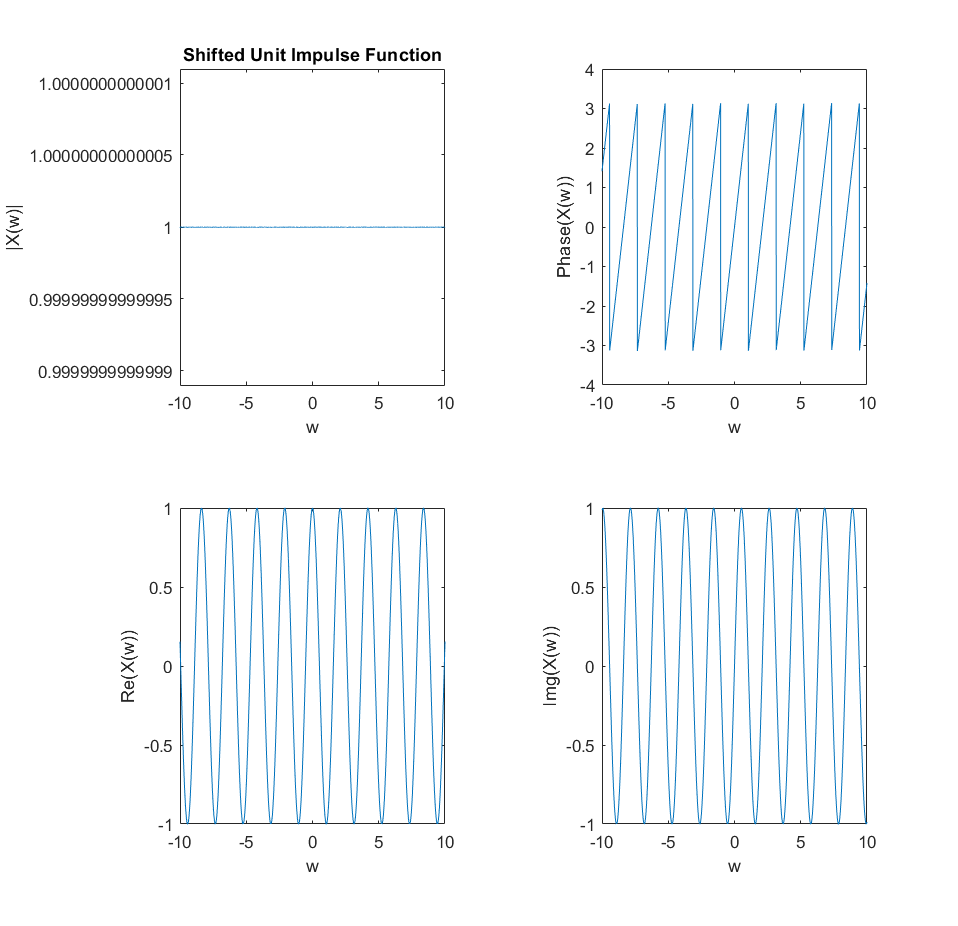 Shifted Unit Impulse Function
1.0000000000001
1.00000000000005
1
0.99999999999995
0.9999999999999
|X(w)|
-10 -5 0 5 10
w
4
3
2
1
0
-1
-2
-3
-4
Phase(X(w))
-10 -5 0 5 10
w
1
0.5
0
-0.5
-1
Re(X(w))
-10 -5 0 5 10
w
1
0.5
0
-0.5
-1
Img(X(w))
-10 -5 0 5 10
w